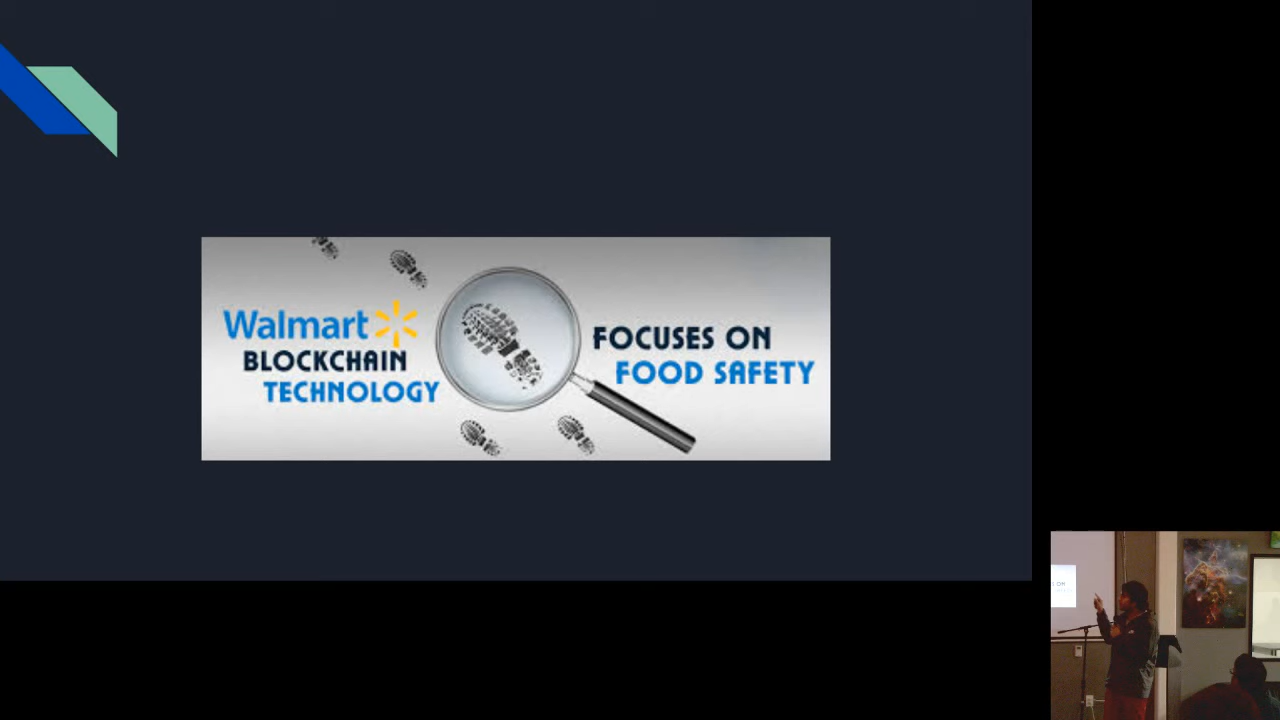 Walmart
BLOCKCHAIN
TECHNOLOGY
FOCUSES ON
FOOD SAFETY